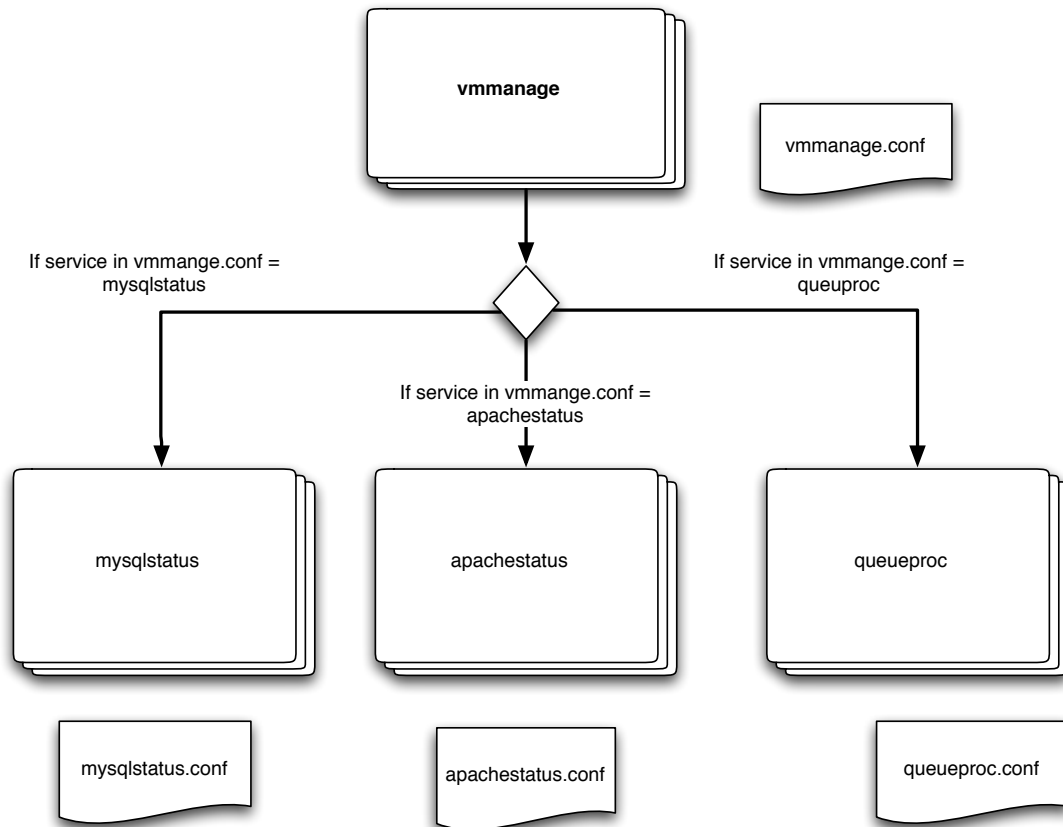 vmmanage
vmmanage.conf
If service in vmmange.conf =
mysqlstatus
If service in vmmange.conf =
queuproc
If service in vmmange.conf =
apachestatus
mysqlstatus
apachestatus
queueproc
mysqlstatus.conf
apachestatus.conf
queueproc.conf